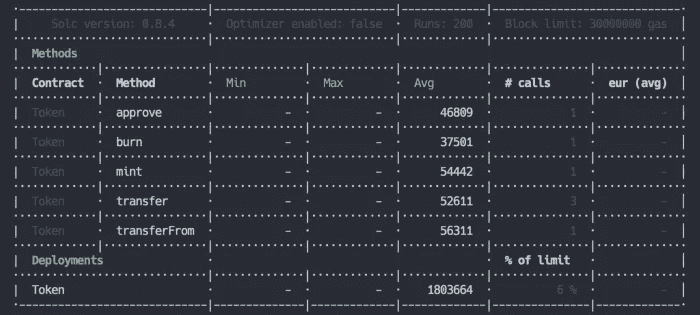 Solc version: 0.8.4 Optimizer enabled: false Runs: 200 Block limit: 30000000 gas
Methods
Contract Method Min Max Avg # calls eur (avg)
Token approve - - 46809 1 -
Token burn - - 37501 1 -
Token mint - - 54442 1 -
Token transfer - - 52611 3 -
Token transferFrom - - 56311 1 -
Deployments % of limit
Token - - 1803664 6 % -